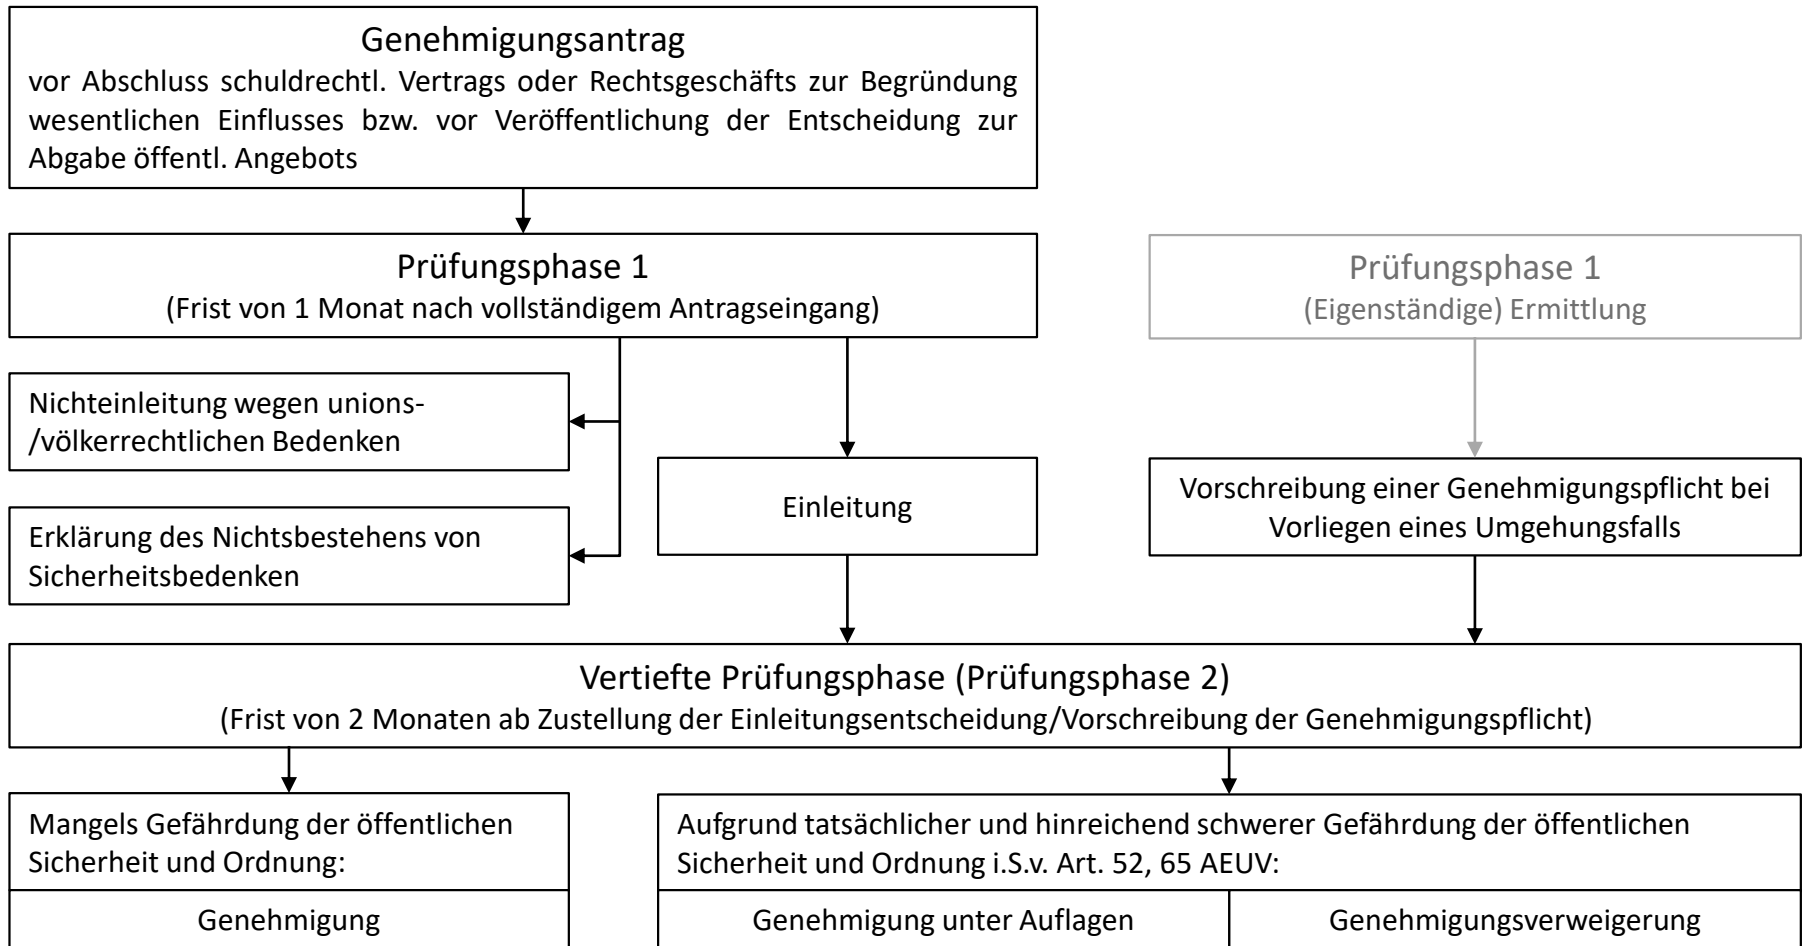 Genehmigungsantrag
vor Abschluss schuldrechtl. Vertrags oder Rechtsgeschäfts zur Begründung
wesentlichen Einflusses bzw. vor Veröffentlichung der Entscheidung zur
Abgabe öffentl. Angebots
Prüfungsphase 1
(Frist von 1 Monat nach vollständigem Antragseingang)
Prüfungsphase 1
(Eigenständige) Ermittlung
Nichteinleitung wegen unions-
/völkerrechtlichen Bedenken
Erklärung des Nichtsbestehens von
Sicherheitsbedenken
Einleitung
Vorschreibung einer Genehmigungspflicht bei
Vorliegen eines Umgehungsfalls
Vertiefte Prüfungsphase (Prüfungsphase 2)
(Frist von 2 Monaten ab Zustellung der Einleitungsentscheidung/Vorschreibung der Genehmigungspflicht)
Mangels Gefährdung der öffentlichen
Sicherheit und Ordnung:
Genehmigung
Aufgrund tatsächlicher und hinreichend schwerer Gefährdung der öffentlichen
Sicherheit und Ordnung i.S.v. Art. 52, 65 AEUV:
Genehmigung unter Auflagen
Genehmigungsverweigerung